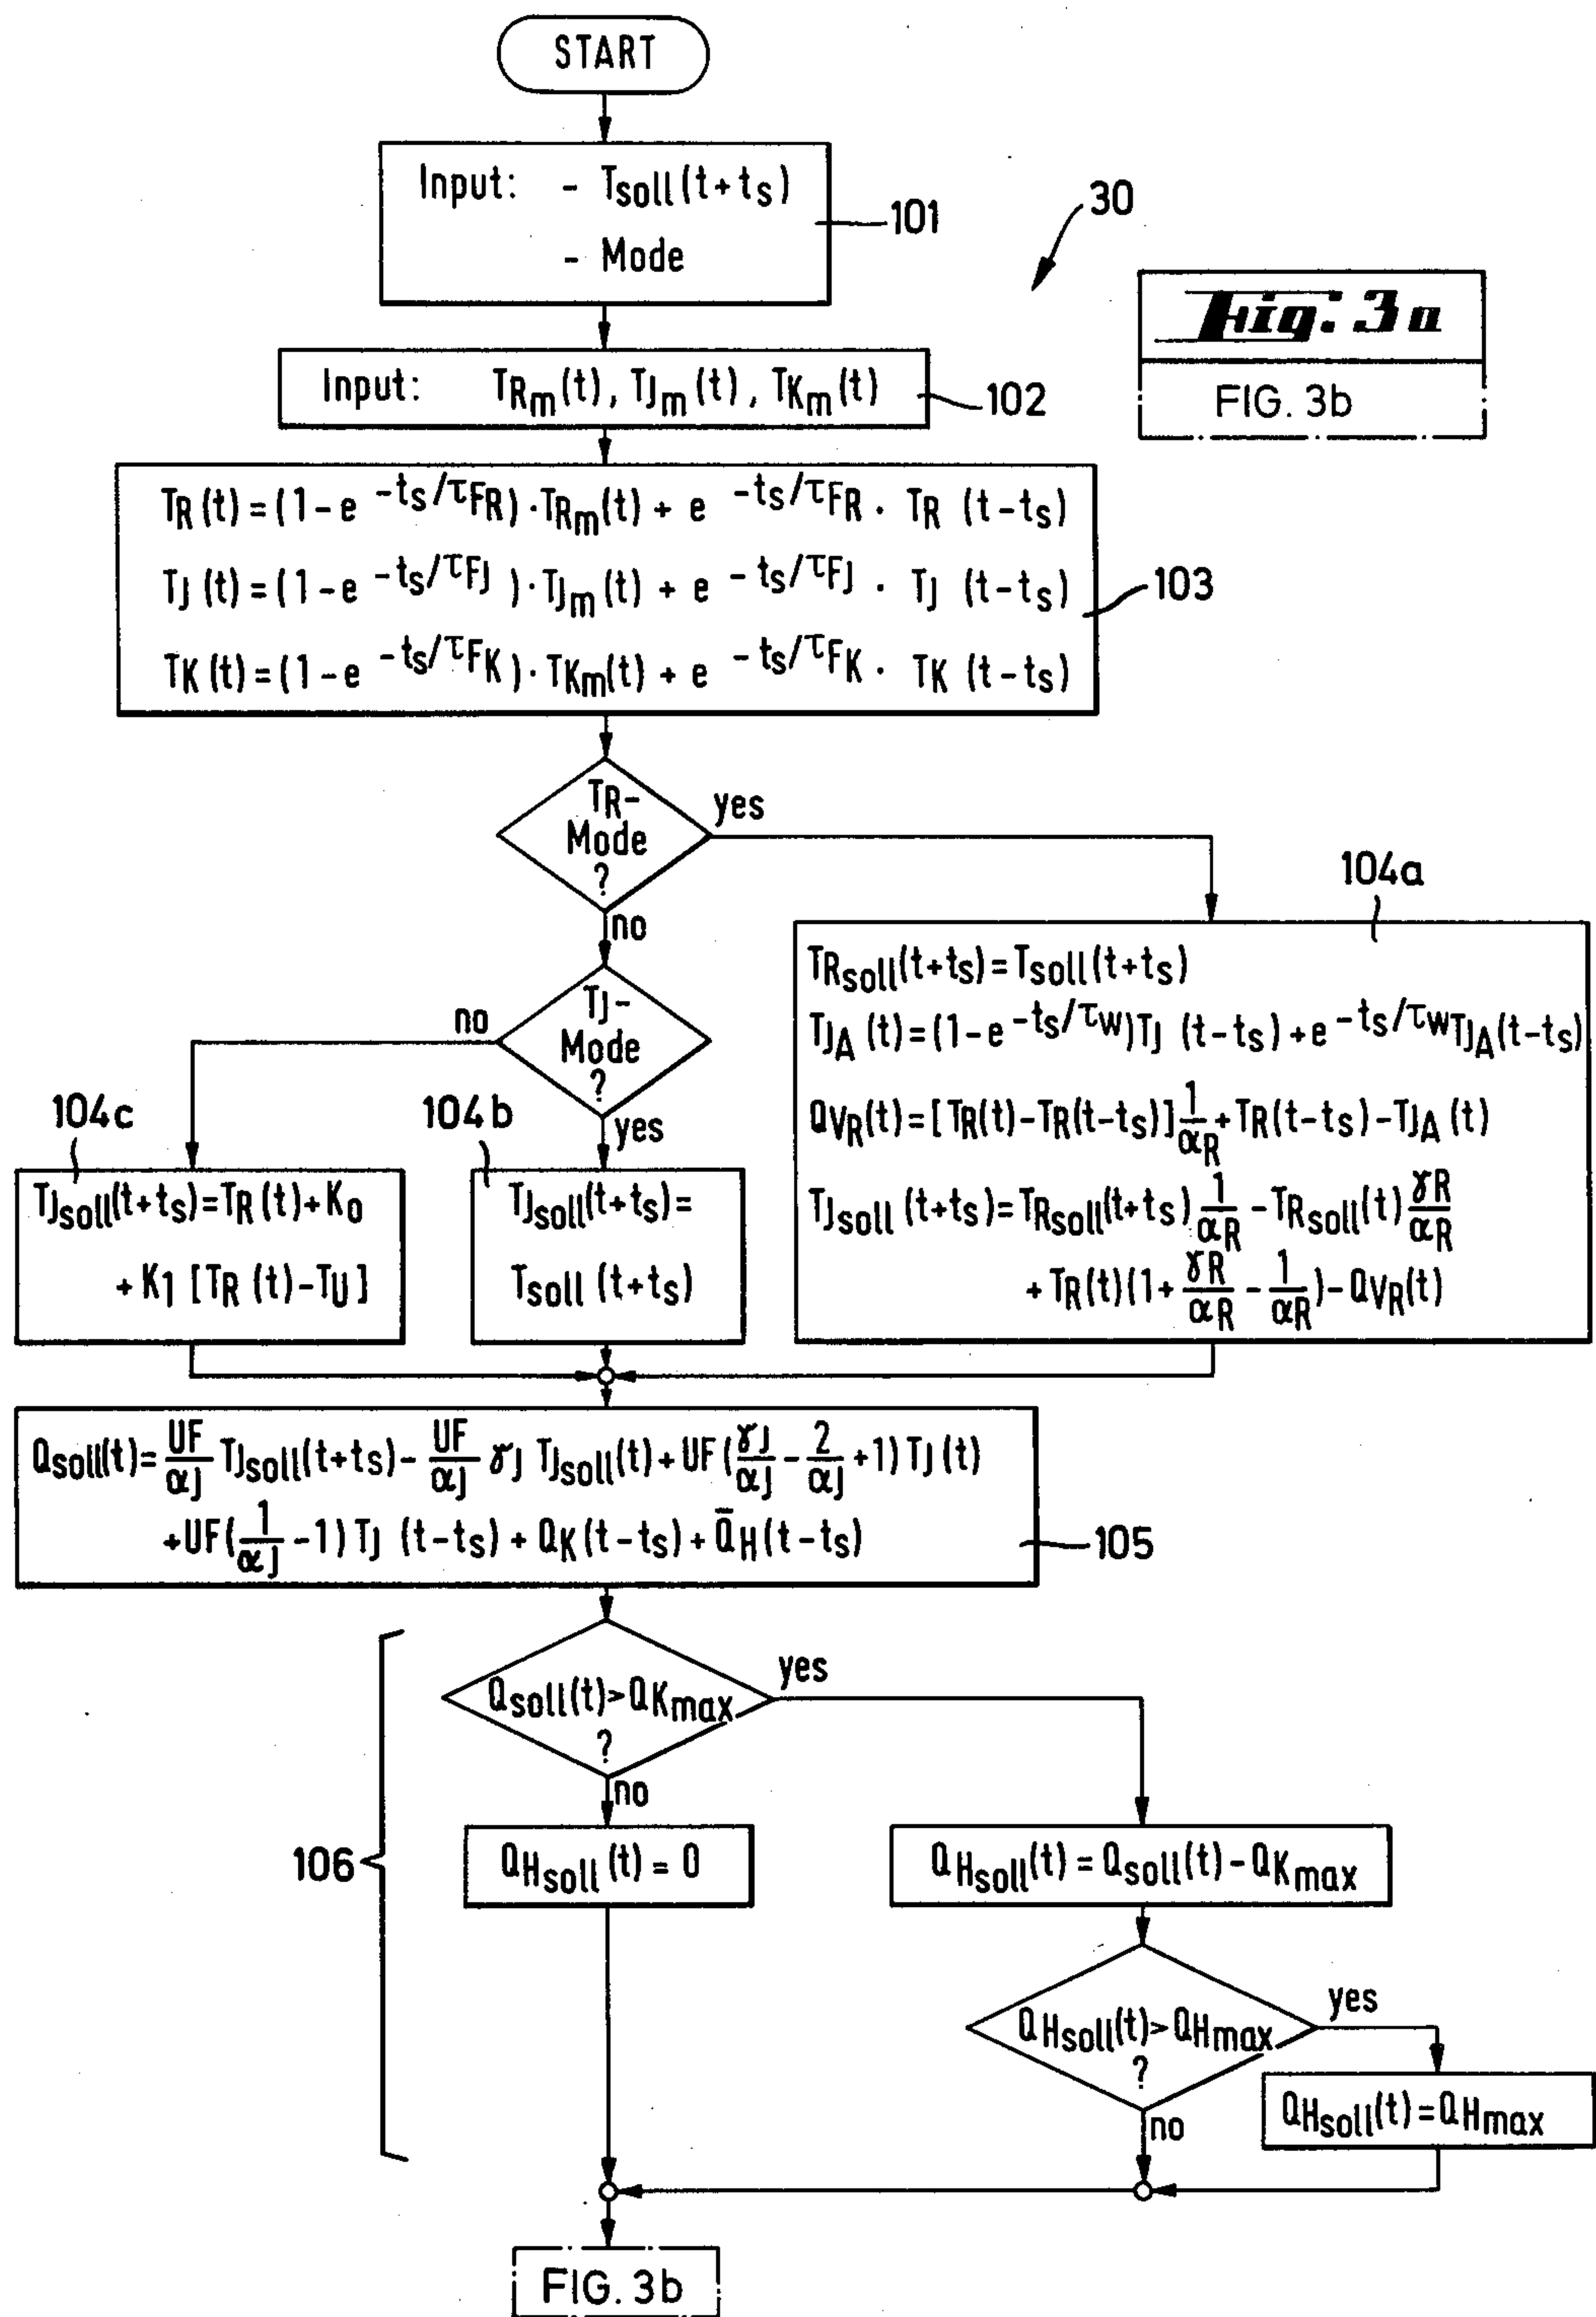 START
Input: - Tsoll(t+ts)
- Mode
101
30
Fig. 3a
FIG. 3b
Input: TRm(t), TJm(t), TKm(t)
102
TR(t)=(1-e -ts/τFR)·TRm(t) + e -ts/τFR · TR (t-ts)
TJ(t)=(1-e -ts/τFJ)·TJm(t) + e -ts/τFJ · TJ (t-ts)
TK(t)=(1-e -ts/τFK)·TKm(t) + e -ts/τFK · TK (t-ts)
103
TR-
Mode
?
yes
no
104a
TRsoll(t+ts)=Tsoll(t+ts)
TJA(t)=(1-e -ts/τW)TJ (t-ts)+e -ts/τW TJA(t-ts)
QVR(t)=[TR(t)-TR(t-ts)] 1/αR +TR(t-ts)-TJA(t)
TJsoll(t+ts)=TRsoll(t+ts) 1/αR -TRsoll(t) γR/αR
+ TR(t)(1+ γR/αR - 1/αR)-QVR(t)
TJ-
Mode
?
no
yes
104c
TJsoll(t+ts)=TR(t)+K0
+ K1 [TR(t)-TU]
104b
TJsoll(t+ts)=
Tsoll(t+ts)
Qsoll(t)= UF/αJ TJsoll(t+ts)- UF/αJ γJ TJsoll(t)+UF(γJ/αJ - 2/αJ +1)TJ(t)
+UF(1/αJ -1)TJ (t-ts)+QK(t-ts)+Q̄H(t-ts)
105
106
Qsoll(t)>QKmax
?
yes
no
QHsoll(t) = 0
QHsoll(t)=Qsoll(t)-QKmax
QHsoll(t)>QHmax
?
yes
no
QHsoll(t)=QHmax
FIG. 3b